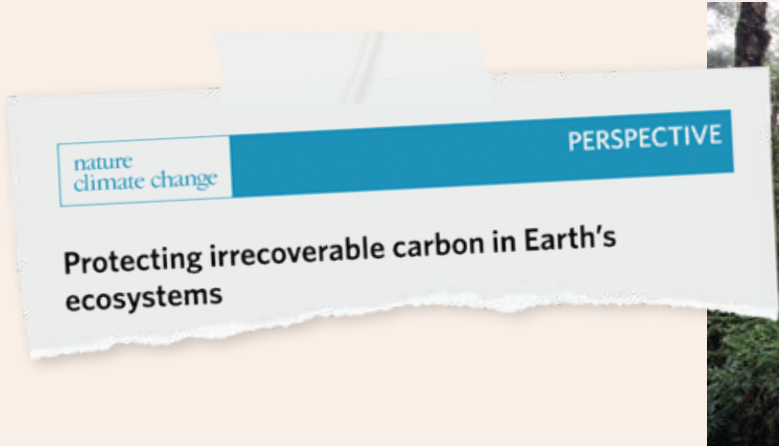 nature
climate change
PERSPECTIVE
Protecting irrecoverable carbon in Earth’s
ecosystems